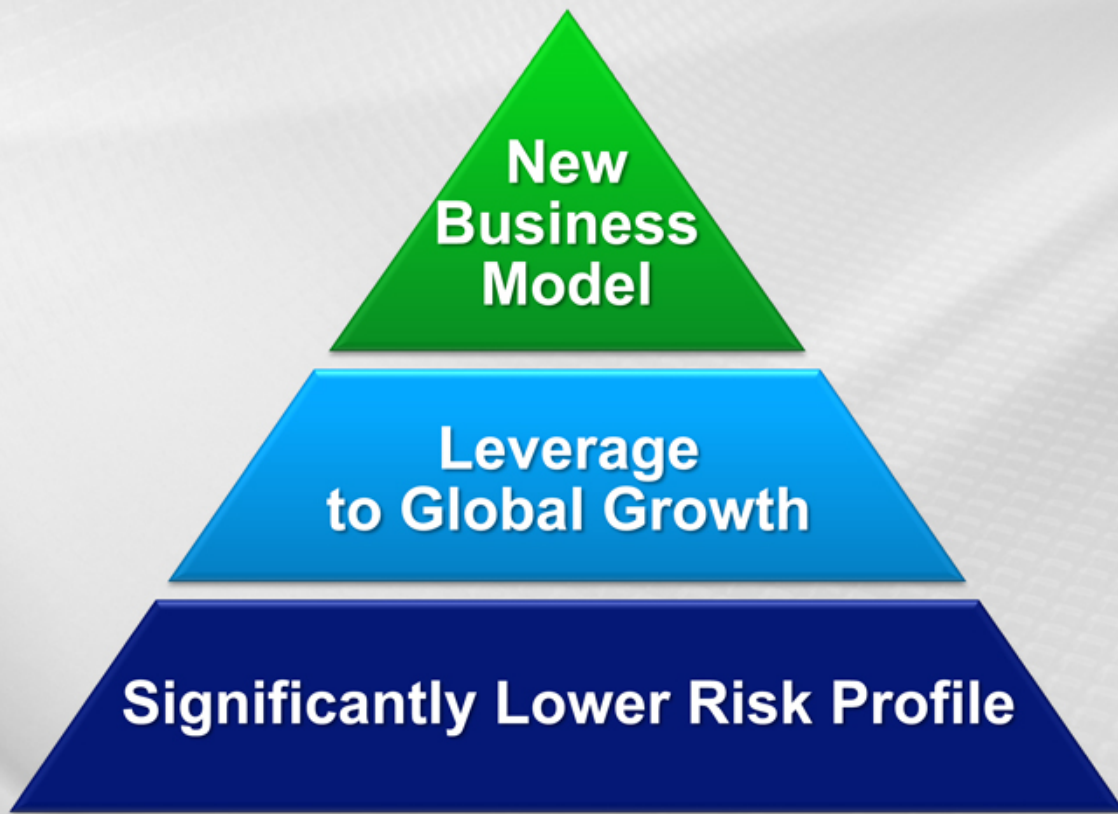 New
Business
Model
Leverage
to Global Growth
Significantly Lower Risk Profile